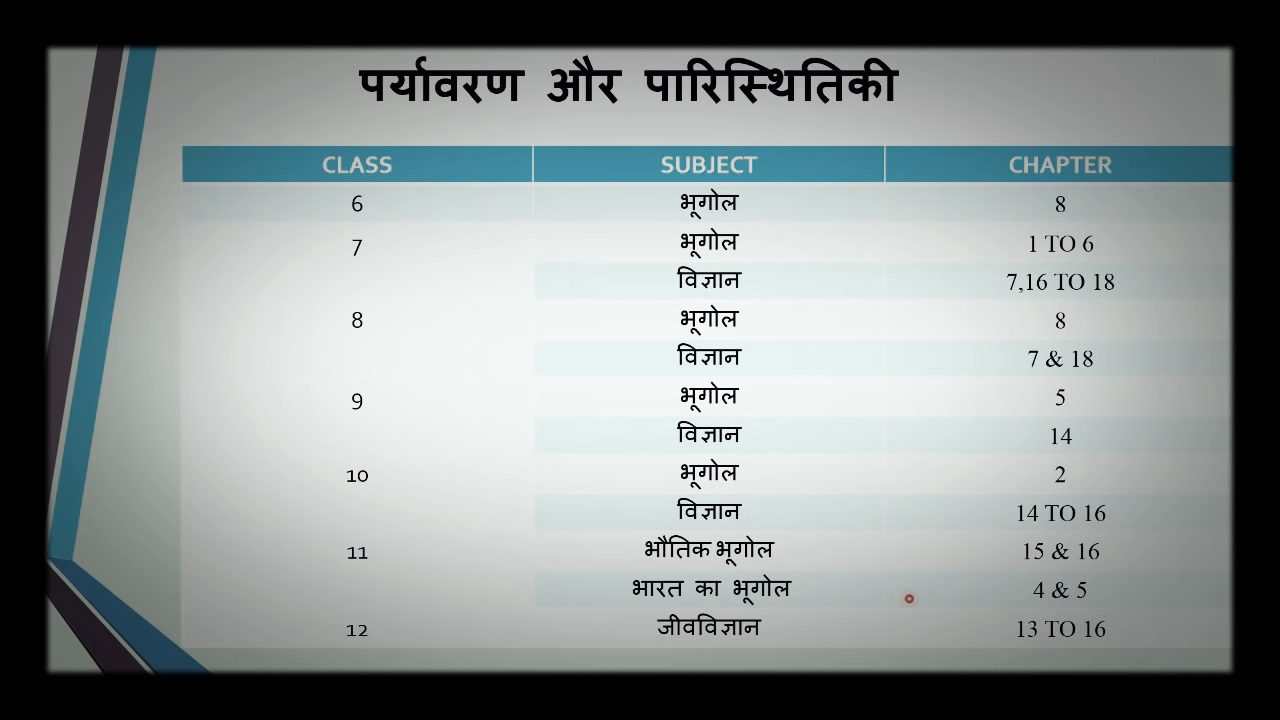 पर्यावरण और पारिस्थितिकी
CLASS SUBJECT CHAPTER
6 भूगोल 8
7 भूगोल 1 TO 6
विज्ञान 7,16 TO 18
8 भूगोल 8
विज्ञान 7 & 18
9 भूगोल 5
विज्ञान 14
10 भूगोल 2
विज्ञान 14 TO 16
11 भौतिक भूगोल 15 & 16
भारत का भूगोल 4 & 5
12 जीवविज्ञान 13 TO 16